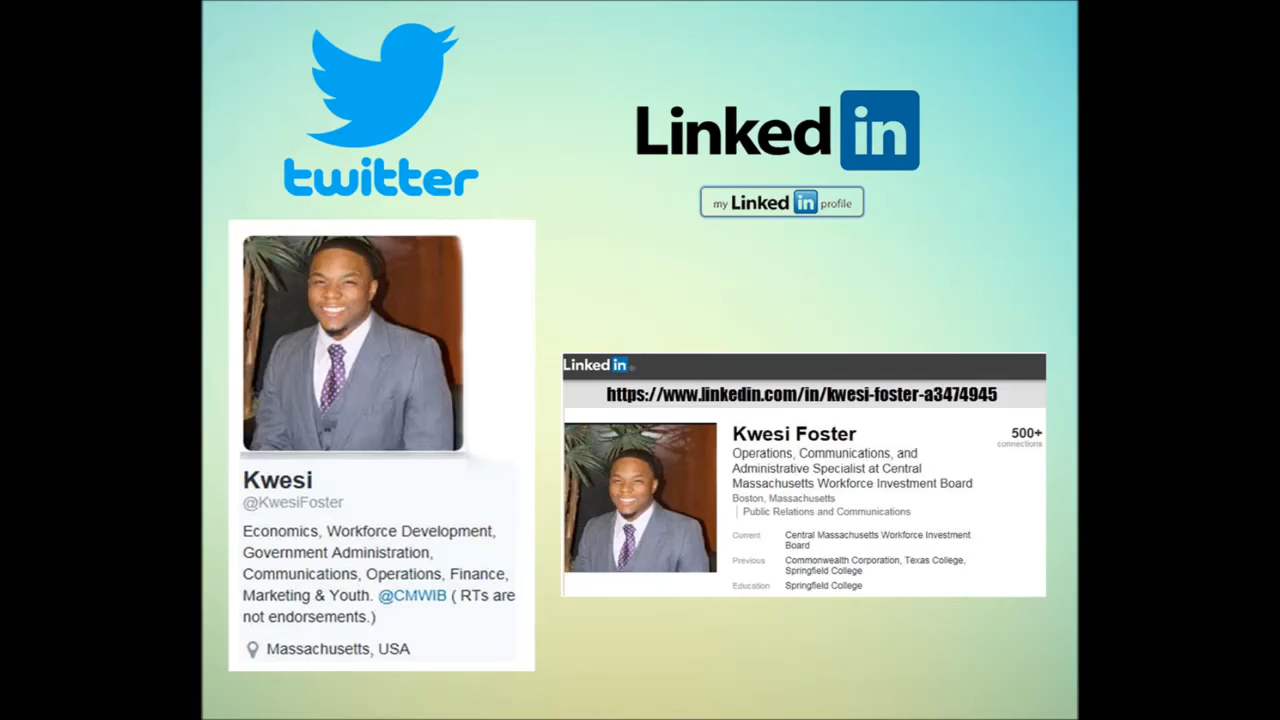 twitter
Linked in
my Linked in profile
Kwesi
@KwesiFoster
Economics, Workforce Development,
Government Administration,
Communications, Operations, Finance,
Marketing & Youth. @CMWIB ( RTs are
not endorsements.)
Massachusetts, USA
Linked in
https://www.linkedin.com/in/kwesi-foster-a3474945
Kwesi Foster
500+
connections
Operations, Communications, and
Administrative Specialist at Central
Massachusetts Workforce Investment Board
Boston, Massachusetts
Public Relations and Communications
Current Central Massachusetts Workforce Investment
Board
Previous Commonwealth Corporation, Texas College,
Springfield College
Education Springfield College